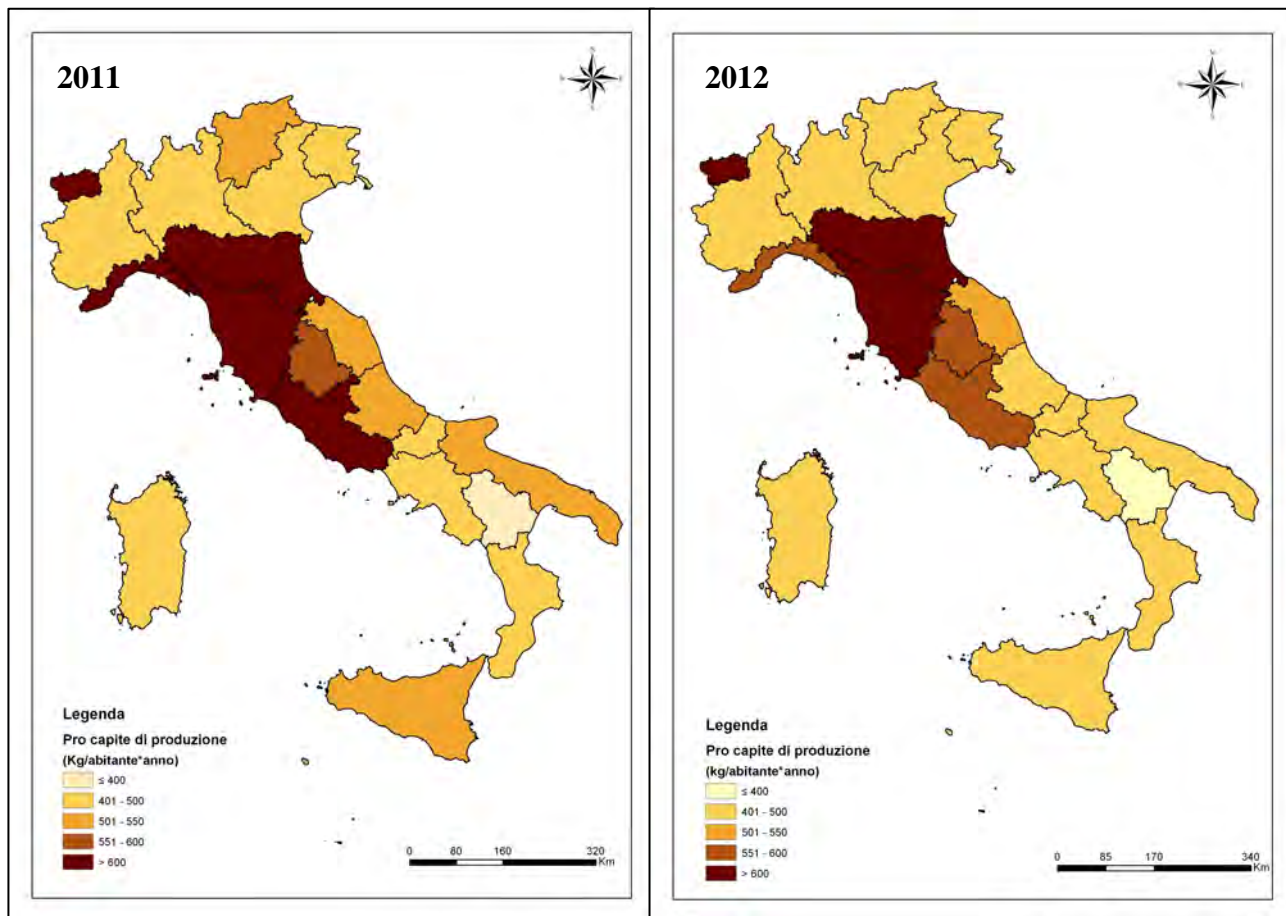 2011
Legenda
Pro capite di produzione
(Kg/abitante*anno)
≤ 400
401 - 500
501 - 550
551 - 600
> 600
0 80 160 320
Km
2012
Legenda
Pro capite di produzione
(kg/abitante*anno)
≤ 400
401 - 500
501 - 550
551 - 600
> 600
0 85 170 340
Km